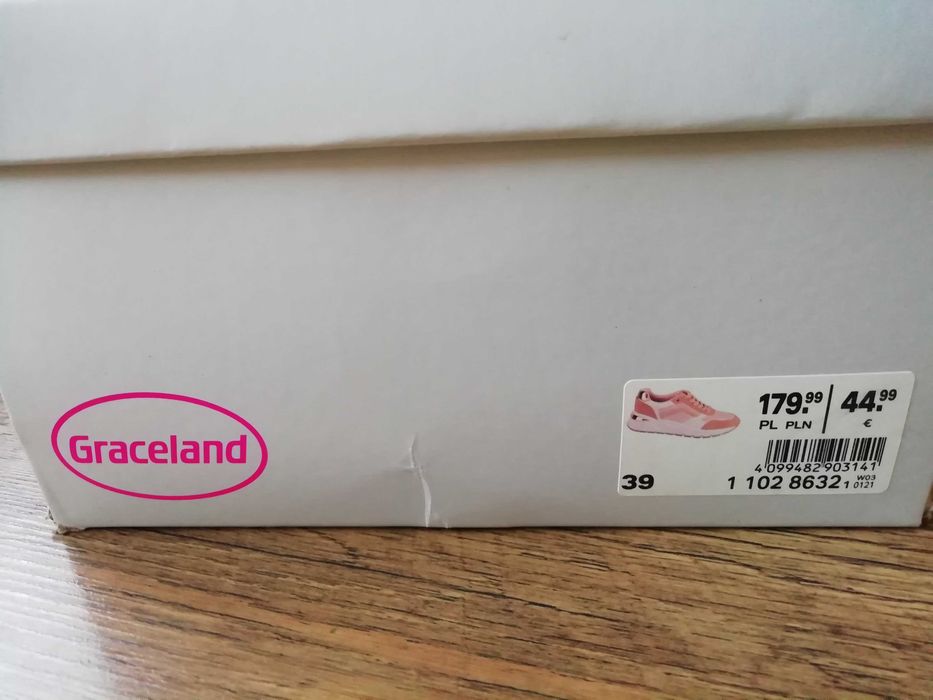 Graceland
179.99 44.99
PL PLN €
4 099482 903141
39 1 102 8632 1 W03 0121